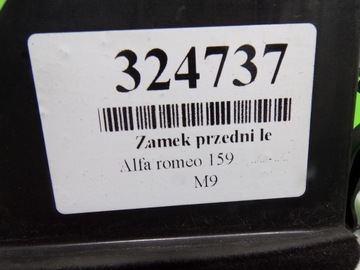 324737
Zamek przedni le
Alfa romeo 159
M9